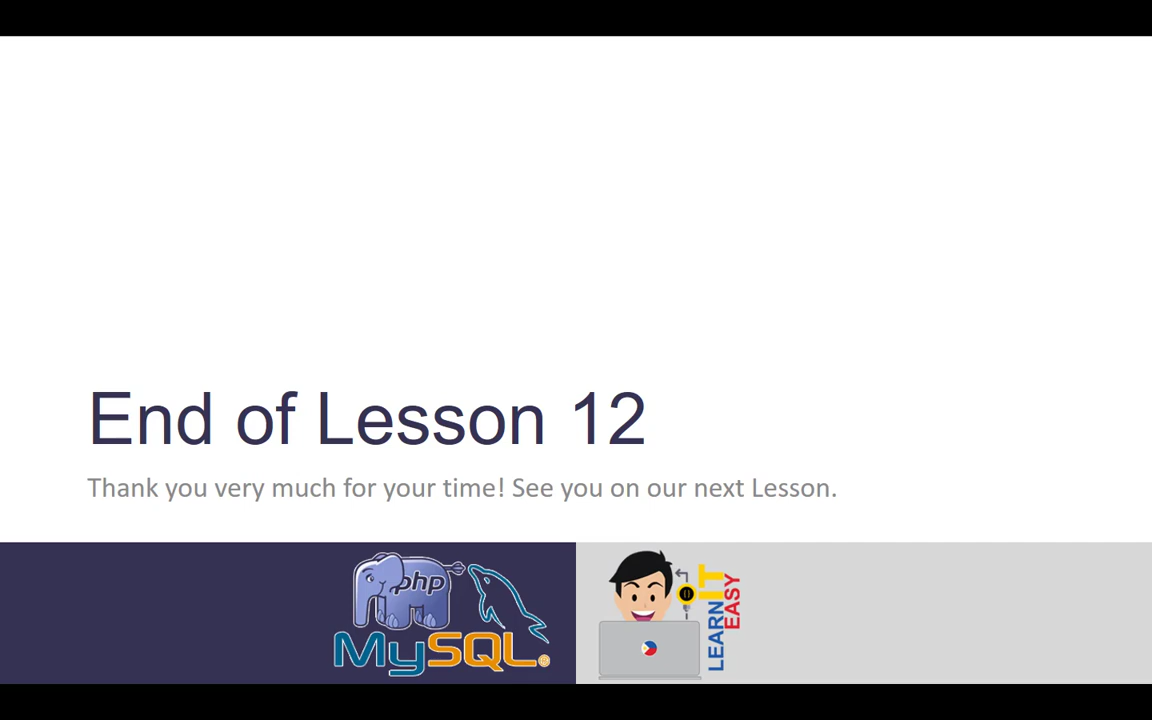 End of Lesson 12
Thank you very much for your time! See you on our next Lesson.
php
MySQL
LEARN IT EASY